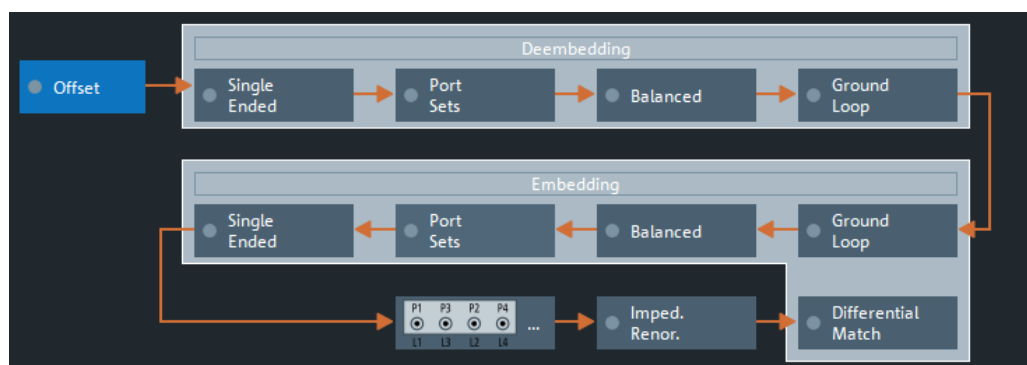 Deembedding
Offset
Single
Ended
Port
Sets
Balanced
Ground
Loop
Embedding
Single
Ended
Port
Sets
Balanced
Ground
Loop
P1 P3 P2 P4
L1 L3 L2 L4
...
Imped.
Renor.
Differential
Match